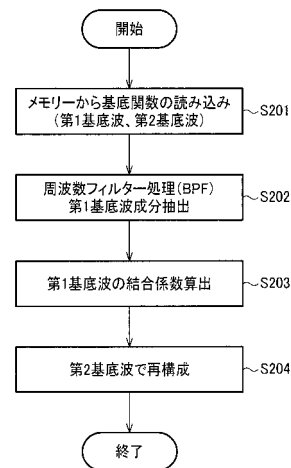 開始
メモリーから基底関数の読み込み
(第1基底波、第2基底波)
S201
周波数フィルター処理(BPF)
第1基底波成分抽出
S202
第1基底波の結合係数算出
S203
第2基底波で再構成
S204
終了